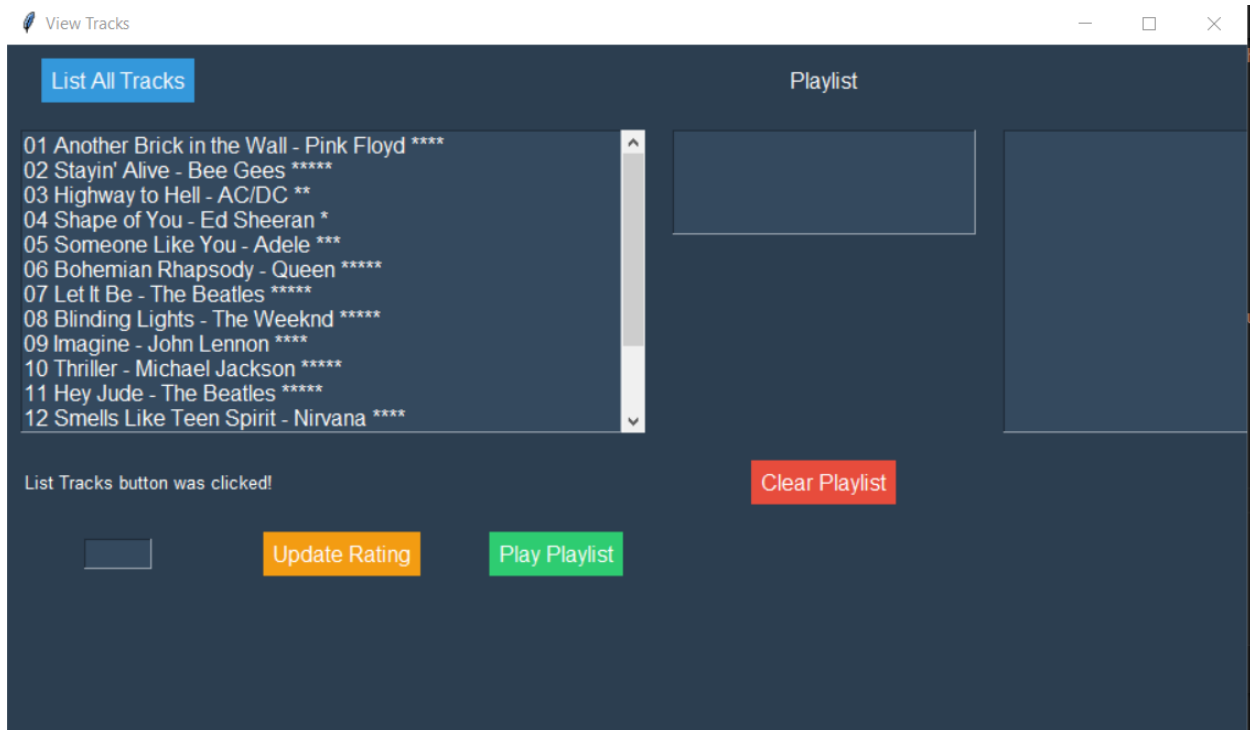 View Tracks
List All Tracks
Playlist
01 Another Brick in the Wall - Pink Floyd ****
02 Stayin' Alive - Bee Gees *****
03 Highway to Hell - AC/DC **
04 Shape of You - Ed Sheeran *
05 Someone Like You - Adele ***
06 Bohemian Rhapsody - Queen *****
07 Let It Be - The Beatles *****
08 Blinding Lights - The Weeknd *****
09 Imagine - John Lennon ****
10 Thriller - Michael Jackson *****
11 Hey Jude - The Beatles *****
12 Smells Like Teen Spirit - Nirvana ****
List Tracks button was clicked!
Clear Playlist
Update Rating
Play Playlist